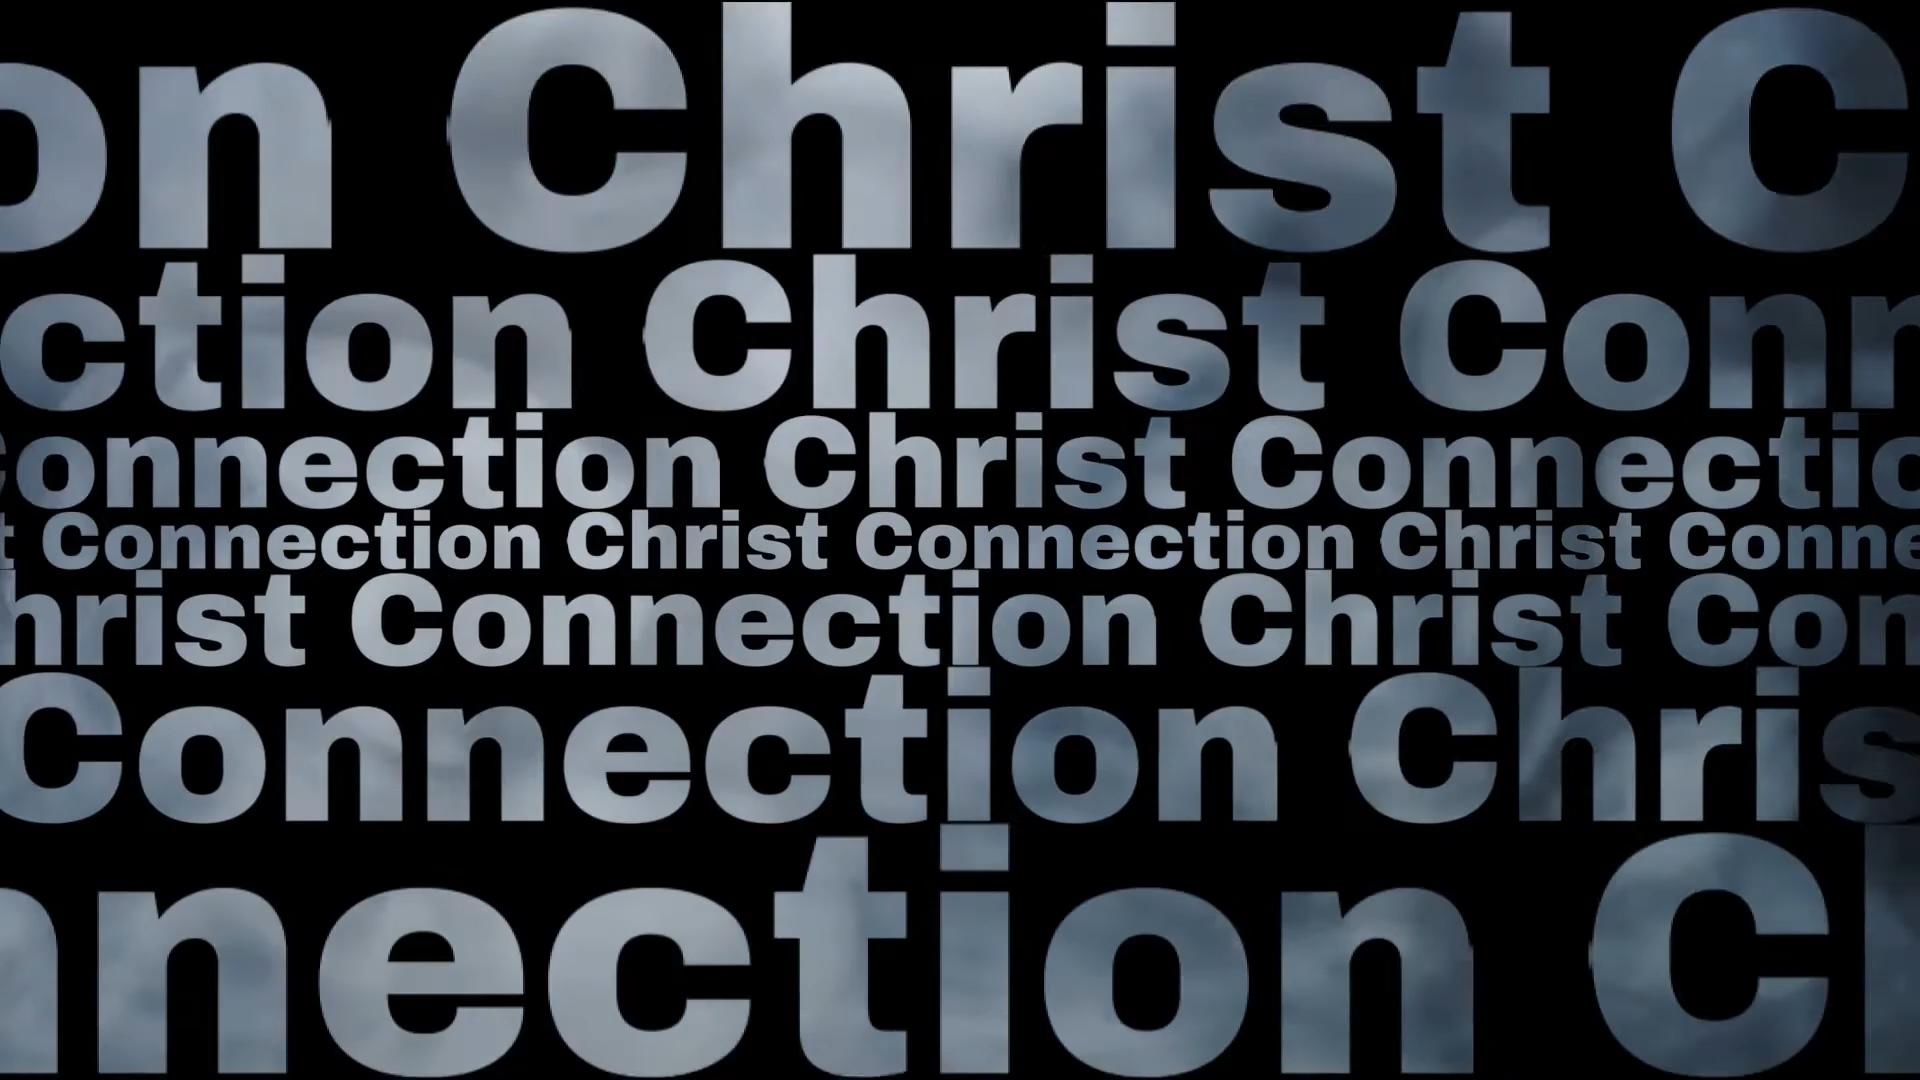 on Christ C
ction Christ Conn
Connection Christ Connectio
t Connection Christ Connection Christ Conne
hrist Connection Christ Con
Connection Chris
nnection Ch